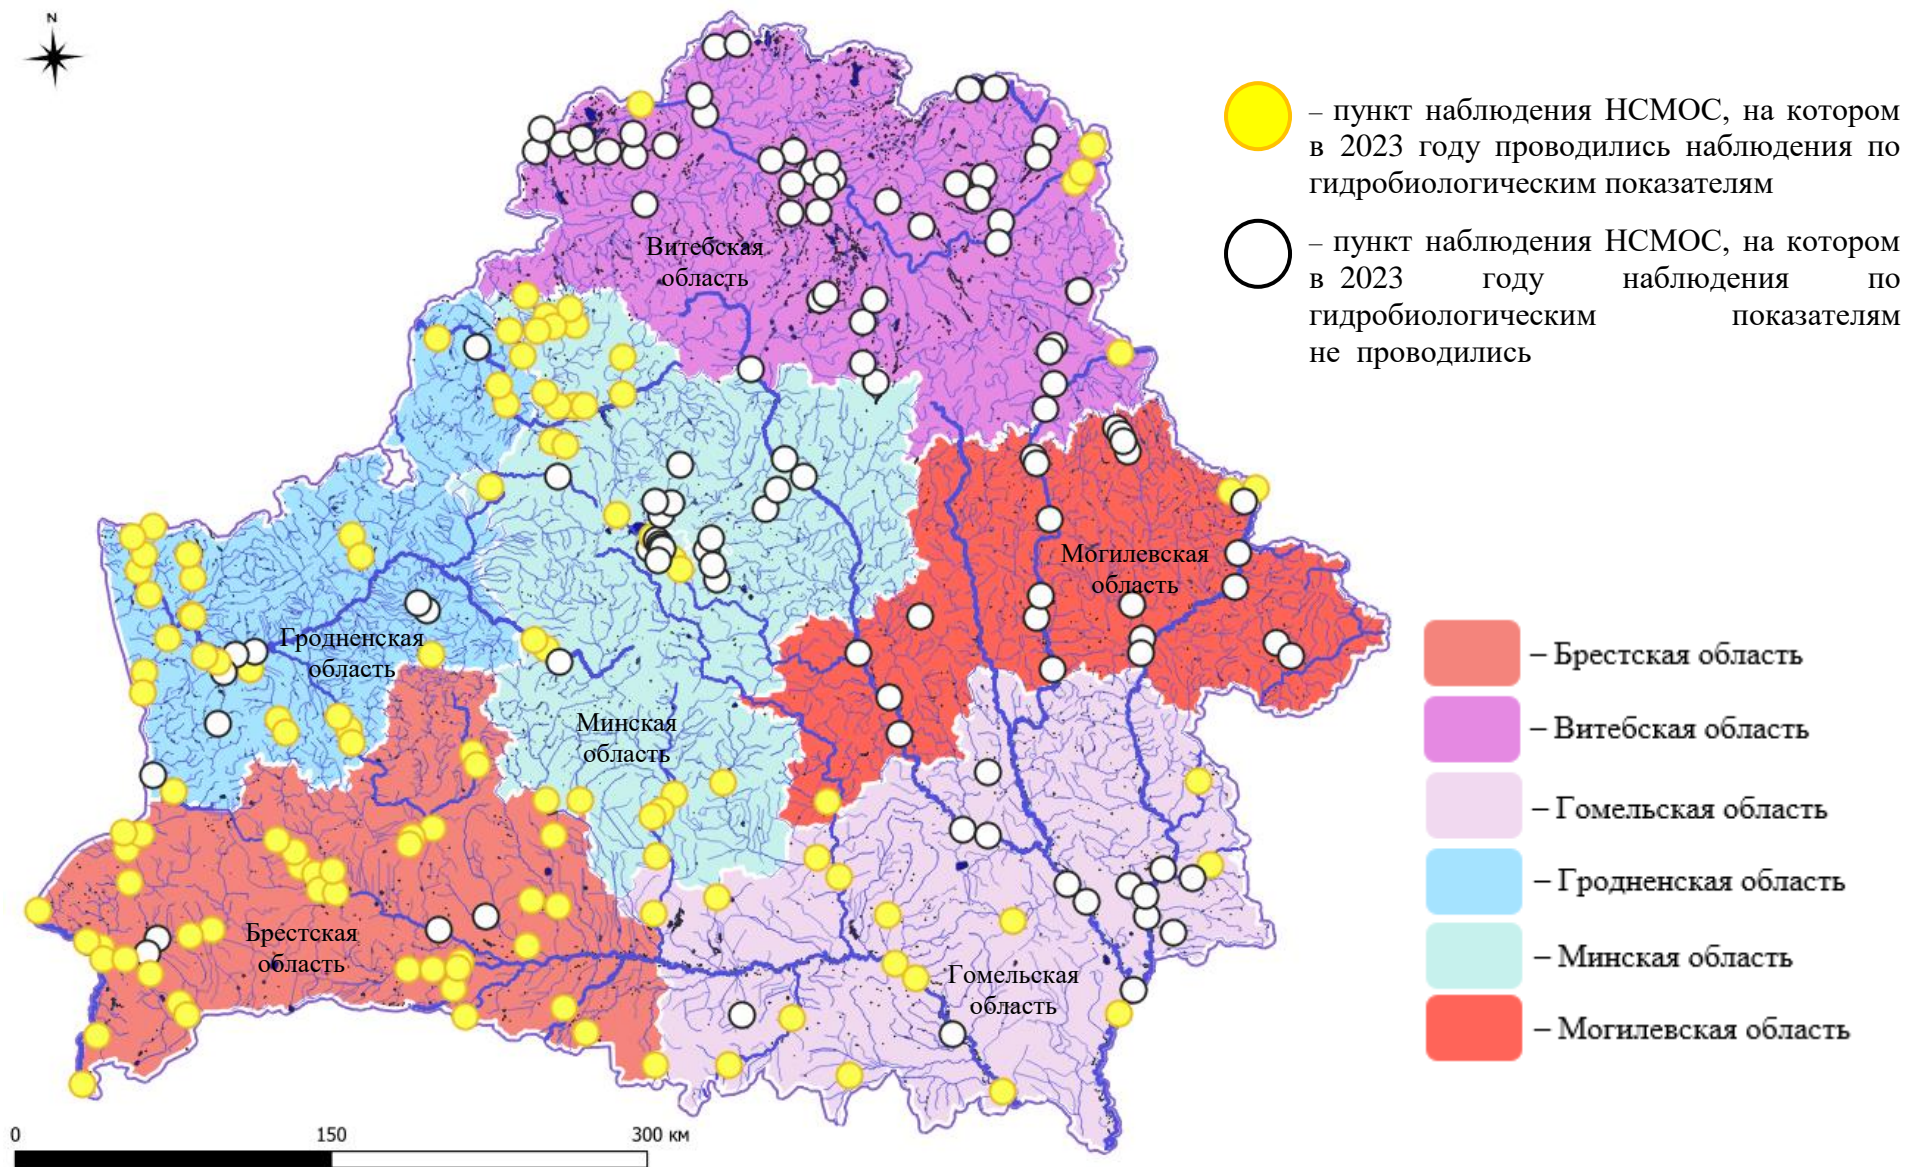 N
– пункт наблюдения НСМОС, на котором
в 2023 году проводились наблюдения по
гидробиологическим показателям
– пункт наблюдения НСМОС, на котором
в 2023 году наблюдения по
гидробиологическим показателям
не проводились
Витебская
область
Могилевская
область
Гродненская
область
Минская
область
Брестская
область
Гомельская
область
– Брестская область
– Витебская область
– Гомельская область
– Гродненская область
– Минская область
– Могилевская область
0 150 300 км